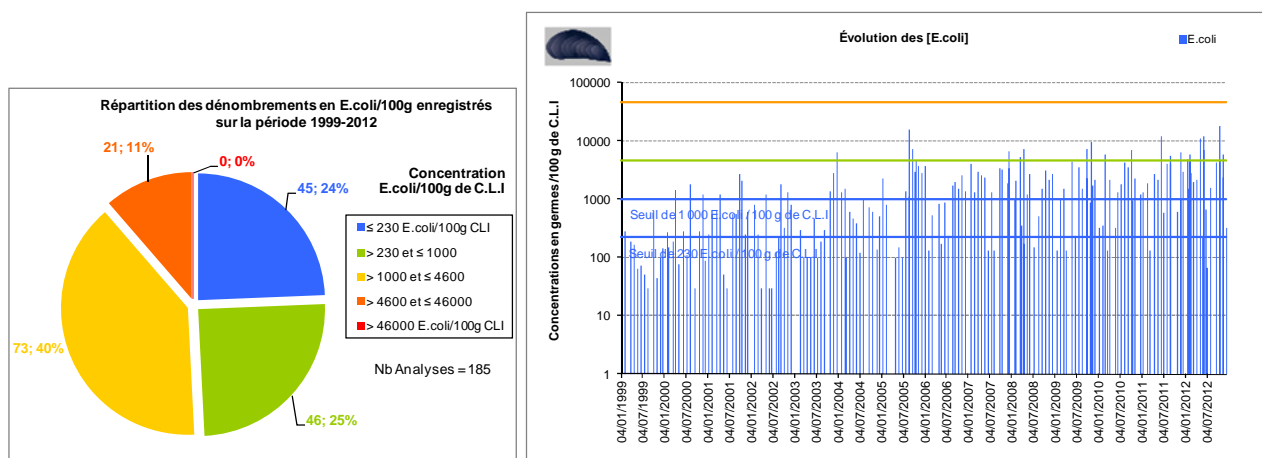 Répartition des dénombrements en E.coli/100g enregistrés
sur la période 1999-2012
21; 11%
0; 0%
45; 24%
73; 40%
46; 25%
Concentration
E.coli/100g de C.L.I
≤ 230 E.coli/100g CLI
> 230 et ≤ 1000
> 1000 et ≤ 4600
> 4600 et ≤ 46000
> 46000 E.coli/100g CLI
Nb Analyses = 185
Évolution des [E.coli]
E.coli
Concentrations en germes/100 g de C.L.I
100000
10000
1000
100
10
1
Seuil de 1 000 E.coli / 100 g de C.L.I
Seuil de 230 E.coli / 100 g de C.L.I
04/01/1999
04/07/1999
04/01/2000
04/07/2000
04/01/2001
04/07/2001
04/01/2002
04/07/2002
04/01/2003
04/07/2003
04/01/2004
04/07/2004
04/01/2005
04/07/2005
04/01/2006
04/07/2006
04/01/2007
04/07/2007
04/01/2008
04/07/2008
04/01/2009
04/07/2009
04/01/2010
04/07/2010
04/01/2011
04/07/2011
04/01/2012
04/07/2012